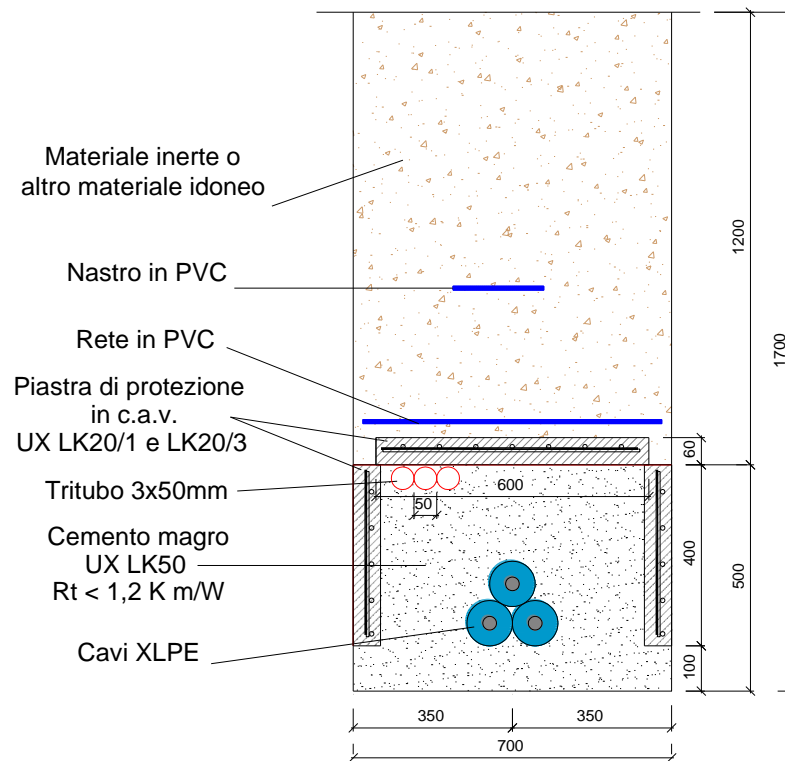 Materiale inerte o
altro materiale idoneo
Nastro in PVC
Rete in PVC
Piastra di protezione
in c.a.v.
UX LK20/1 e LK20/3
Tritubo 3x50mm
Cemento magro
UX LK50
Rt < 1,2 K m/W
Cavi XLPE
1200
1700
60
600
50
400
500
100
350
350
700